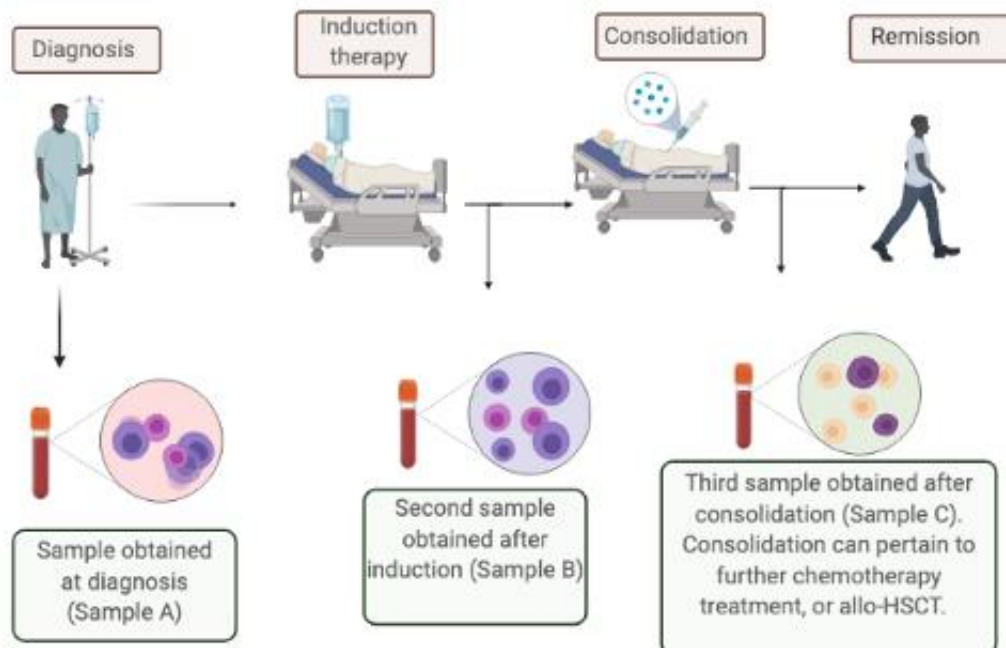 Diagnosis
Induction
therapy
Consolidation
Remission
Sample obtained
at diagnosis
(Sample A)
Second sample
obtained after
induction (Sample B)
Third sample obtained after
consolidation (Sample C).
Consolidation can pertain to
further chemotherapy
treatment, or allo-HSCT.